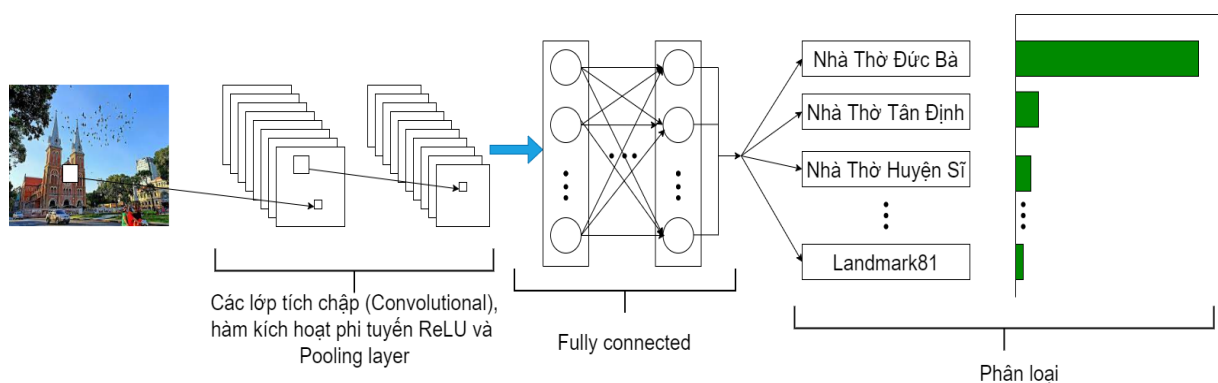 Nhà Thờ Đức Bà
Nhà Thờ Tân Định
Nhà Thờ Huyện Sĩ
Landmark81
Các lớp tích chập (Convolutional),
hàm kích hoạt phi tuyến ReLU và
Pooling layer
Fully connected
Phân loại